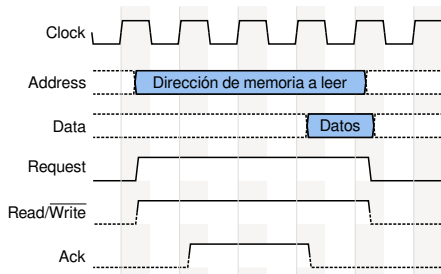 Clock
Address
Dirección de memoria a leer
Data
Datos
Request
Read/Write
Ack